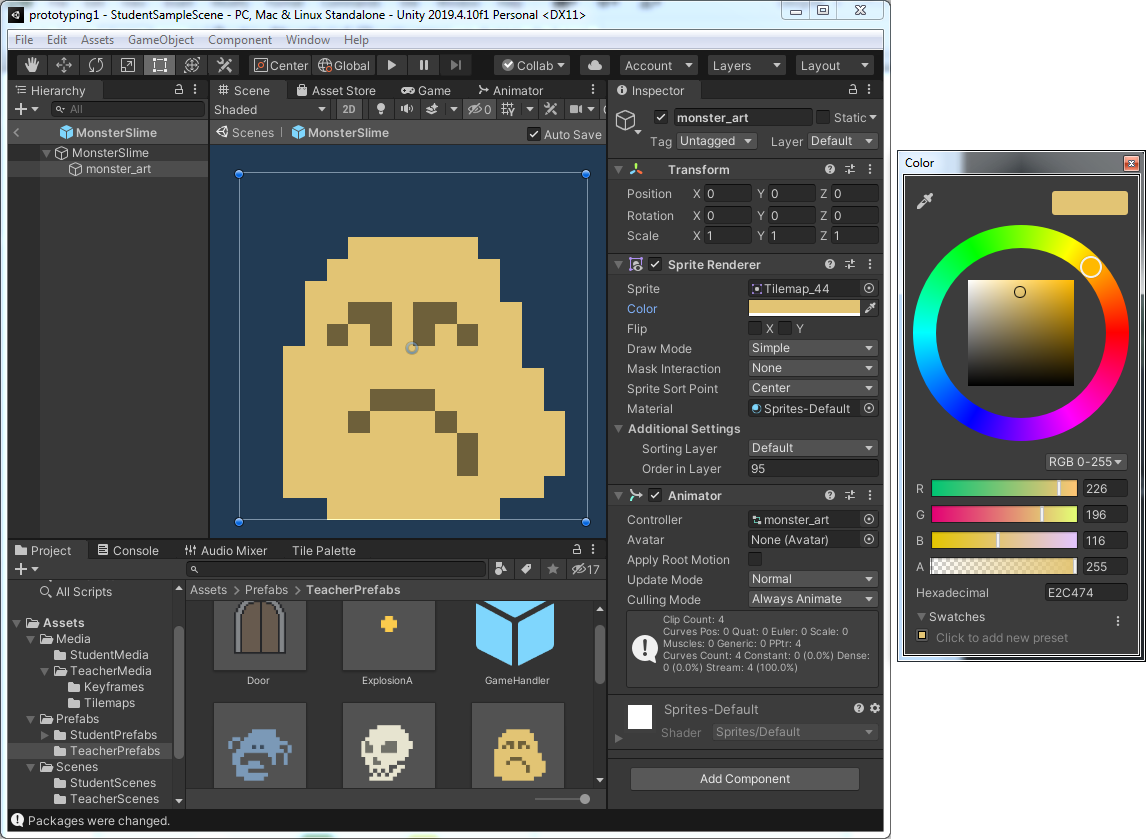 prototyping1 - StudentSampleScene - PC, Mac & Linux Standalone - Unity 2019.4.10f1 Personal <DX11>
File Edit Assets GameObject Component Window Help
Center Global Collab Account Layers Layout
Hierarchy
All
MonsterSlime
MonsterSlime
monster_art
Scene Asset Store Game Animator
Shaded 2D 0
Scenes MonsterSlime Auto Save
Inspector
monster_art Static
Tag Untagged Layer Default
Transform
Position X 0 Y 0 Z 0
Rotation X 0 Y 0 Z 0
Scale X 1 Y 1 Z 1
Sprite Renderer
Sprite Tilemap_44
Color
Flip X Y
Draw Mode Simple
Mask Interaction None
Sprite Sort Point Center
Material Sprites-Default
Additional Settings
Sorting Layer Default
Order in Layer 95
Animator
Controller monster_art
Avatar None (Avatar)
Apply Root Motion
Update Mode Normal
Culling Mode Always Animate
Clip Count: 4
Curves Pos: 0 Quat: 0 Euler: 0 Scale: 0
Muscles: 0 Generic: 0 PPtr: 4
Curves Count: 4 Constant: 0 (0.0%) Dense:
0 (0.0%) Stream: 4 (100.0%)
Sprites-Default
Shader Sprites/Default
Add Component
Project Console Audio Mixer Tile Palette
17
All Scripts
Assets
Media
StudentMedia
TeacherMedia
Keyframes
Tilemaps
Prefabs
StudentPrefabs
TeacherPrefabs
Scenes
StudentScenes
TeacherScenes
Assets Prefabs TeacherPrefabs
Door ExplosionA GameHandler
Packages were changed.
Color
RGB 0-255
R 226
G 196
B 116
A 255
Hexadecimal E2C474
Swatches
Click to add new preset